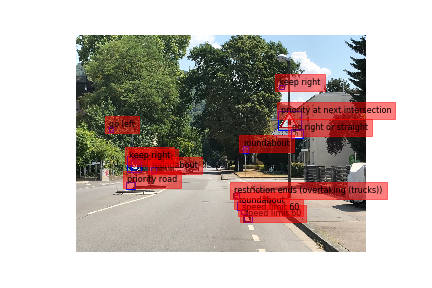 keep right
priority at next intersection
go left
go right or straight
roundabout
keep right
priority road
restriction ends (overtaking (trucks))
roundabout
speed limit 60
speed limit 60